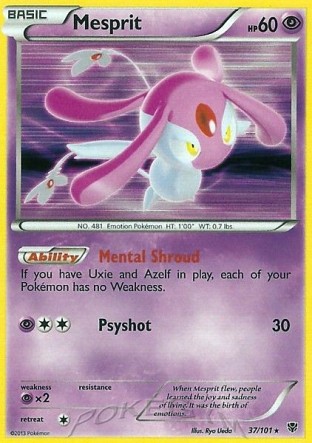 BASIC
Mesprit HP60
NO. 481 Emotion Pokémon HT: 1'00" WT: 0.7 lbs.
Ability Mental Shroud
If you have Uxie and Azelf in play, each of your
Pokémon has no Weakness.
Psyshot 30
weakness resistance
×2
retreat
When Mesprit flew, people
learned the joy and sadness
of living. It was the birth of
emotions.
©2013 Pokémon
Illus. Ryo Ueda 37/101 ★